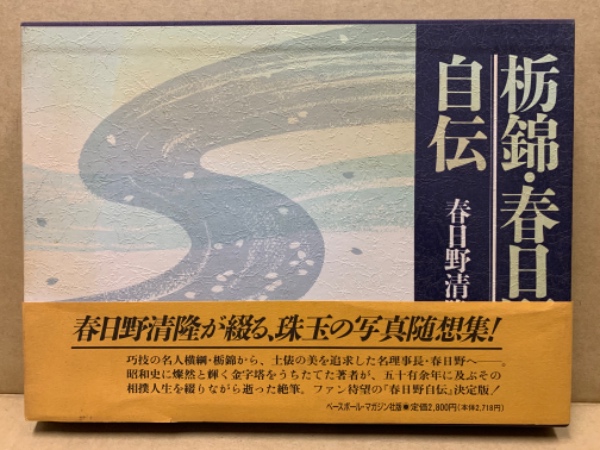 栃錦・春日
自伝
春日野清
春日野清隆が綴る、珠玉の写真随想集!
巧技の名人横綱・栃錦から、土俵の美を追求した名理事長・春日野へ──。
昭和史に燦然と輝く金字塔をうちたてた著者が、五十有余年に及ぶその
相撲人生を綴りながら逝った絶筆。ファン待望の『春日野自伝』決定版!
ベースボール・マガジン社版●定価2,800円(本体2,718円)